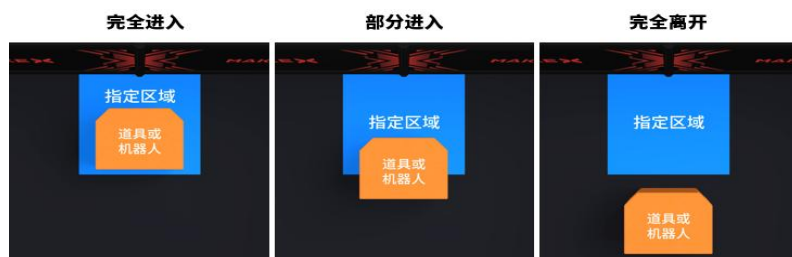 完全进入
部分进入
完全离开
指定区域
道具或
机器人
指定区域
道具或
机器人
指定区域
道具或
机器人